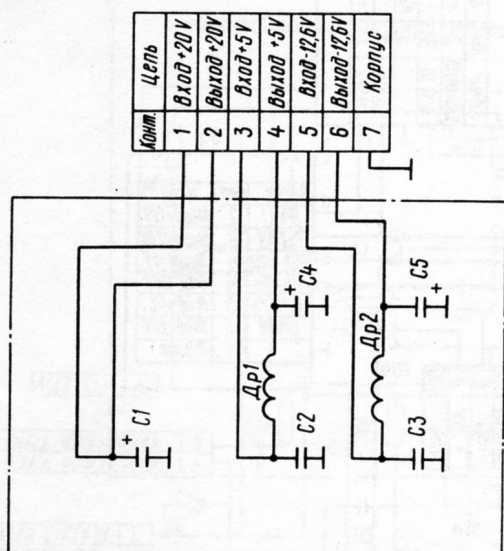 Конт. Цепь
1 Вход +20V
2 Выход +20V
3 Вход +5V
4 Выход +5V
5 Вход-12,6V
6 Выход-12,6V
7 Корпус
+ C1
Др1
C2
+ C4
Др2
C3
C5
+